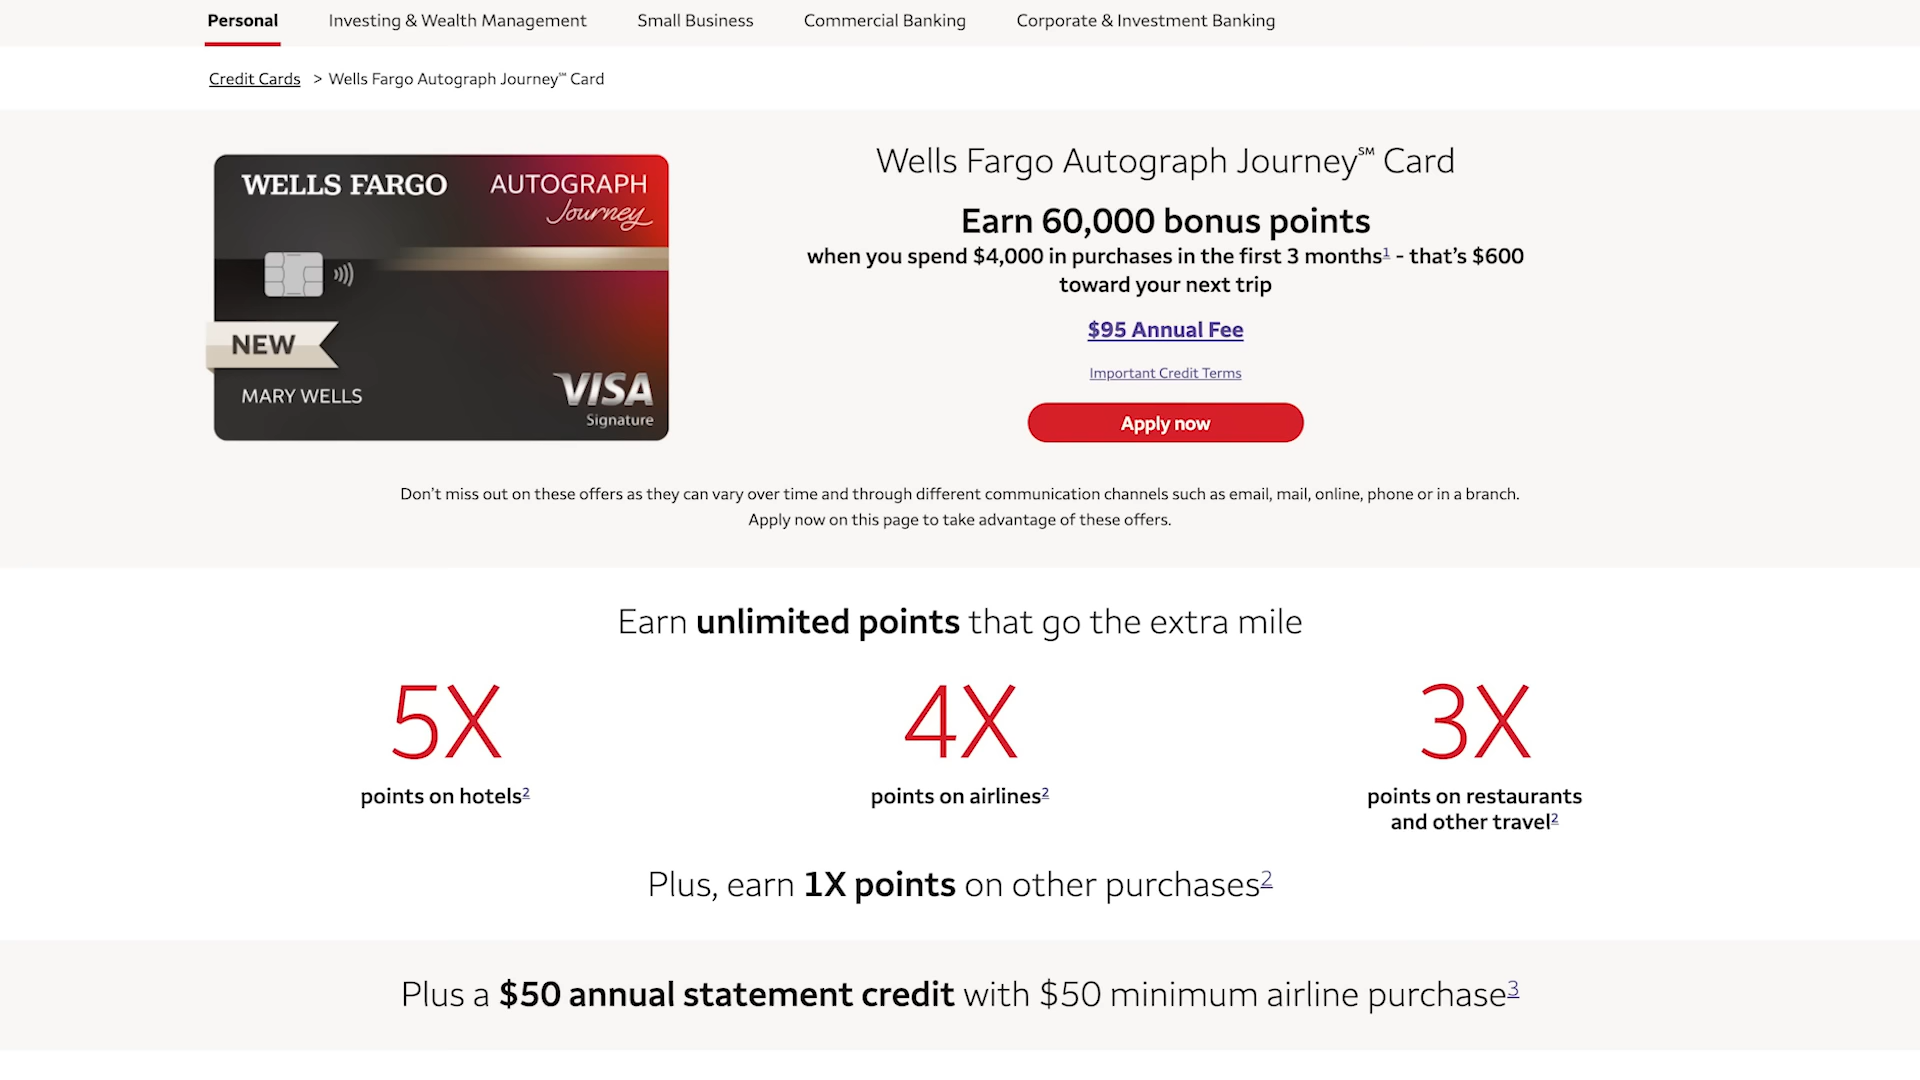 Personal Investing & Wealth Management Small Business Commercial Banking Corporate & Investment Banking
Credit Cards > Wells Fargo Autograph Journey℠ Card
WELLS FARGO AUTOGRAPH
Journey
NEW
MARY WELLS
VISA
Signature
Wells Fargo Autograph Journey℠ Card
Earn 60,000 bonus points
when you spend $4,000 in purchases in the first 3 months¹ - that's $600
toward your next trip
$95 Annual Fee
Important Credit Terms
Apply now
Don't miss out on these offers as they can vary over time and through different communication channels such as email, mail, online, phone or in a branch.
Apply now on this page to take advantage of these offers.
Earn unlimited points that go the extra mile
5X
points on hotels²
4X
points on airlines²
3X
points on restaurants
and other travel²
Plus, earn 1X points on other purchases²
Plus a $50 annual statement credit with $50 minimum airline purchase³